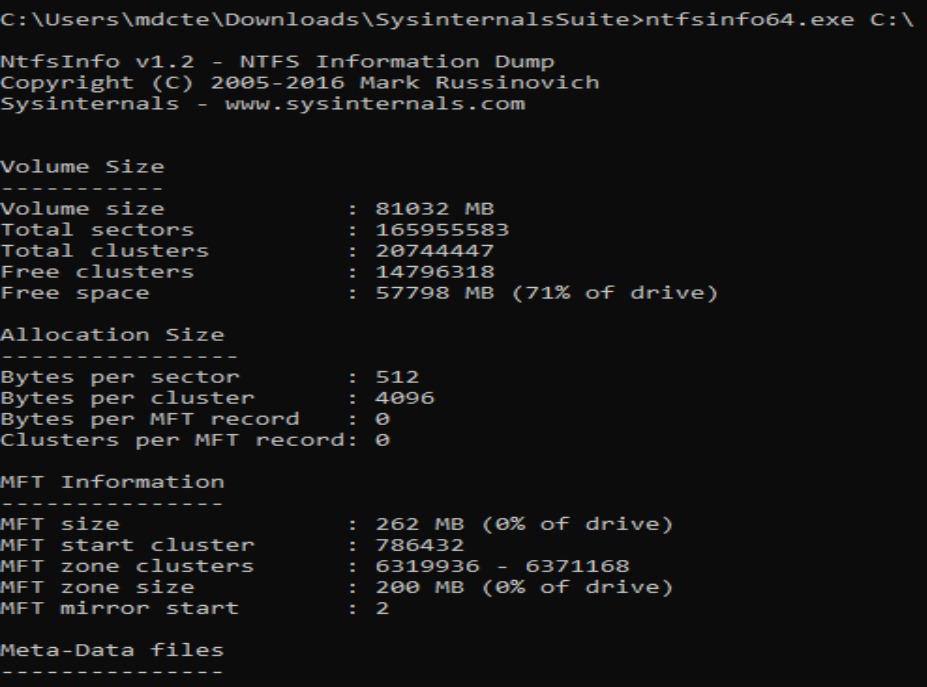 C:\Users\mdcte\Downloads\SysinternalsSuite>ntfsinfo64.exe C:\
NtfsInfo v1.2 - NTFS Information Dump
Copyright (C) 2005-2016 Mark Russinovich
Sysinternals - www.sysinternals.com
Volume Size
-----------
Volume size            : 81032 MB
Total sectors          : 165955583
Total clusters         : 20744447
Free clusters          : 14796318
Free space             : 57798 MB (71% of drive)
Allocation Size
----------------
Bytes per sector       : 512
Bytes per cluster      : 4096
Bytes per MFT record   : 0
Clusters per MFT record: 0
MFT Information
---------------
MFT size               : 262 MB (0% of drive)
MFT start cluster      : 786432
MFT zone clusters      : 6319936 - 6371168
MFT zone size          : 200 MB (0% of drive)
MFT mirror start       : 2
Meta-Data files
---------------